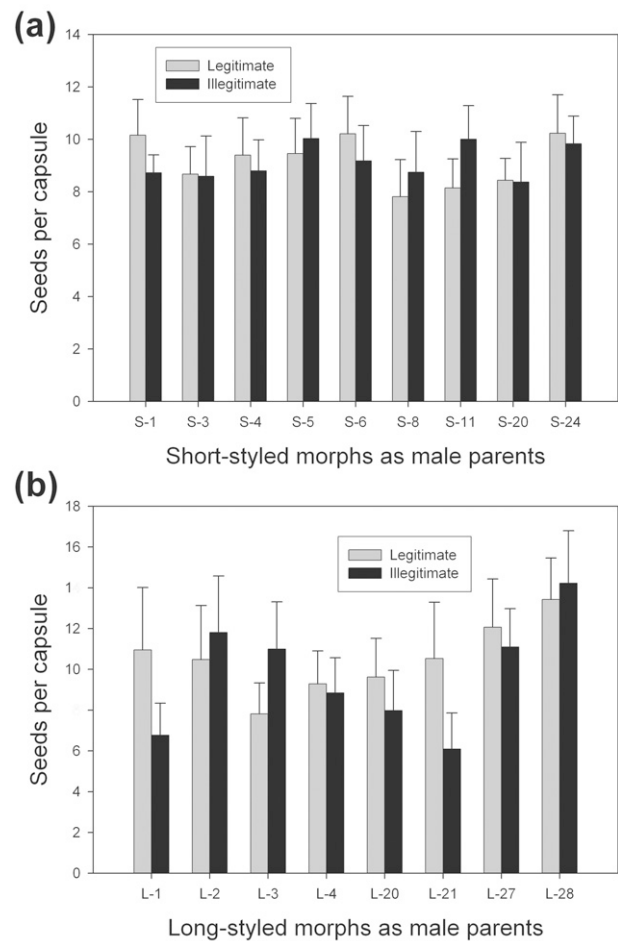 (a)
14
12
10
8
6
4
2
0
Seeds per capsule
Legitimate
Illegitimate
S-1 S-3 S-4 S-5 S-6 S-8 S-11 S-20 S-24
Short-styled morphs as male parents
(b)
18
16
14
12
10
6
4
2
0
Seeds per capsule
Legitimate
Illegitimate
L-1 L-2 L-3 L-4 L-20 L-21 L-27 L-28
Long-styled morphs as male parents